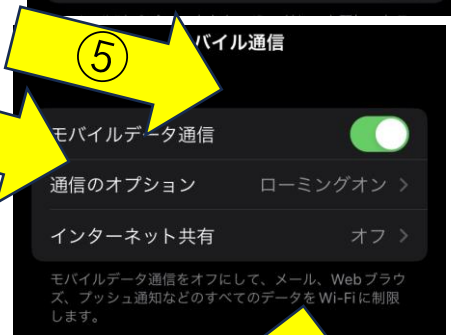 ⑤
バイル通信
モバイルデータ通信
通信のオプション ローミングオン >
インターネット共有 オフ >
モバイルデータ通信をオフにして、メール、Webブラウ
ズ、プッシュ通知などのすべてのデータをWi-Fiに制限
します。